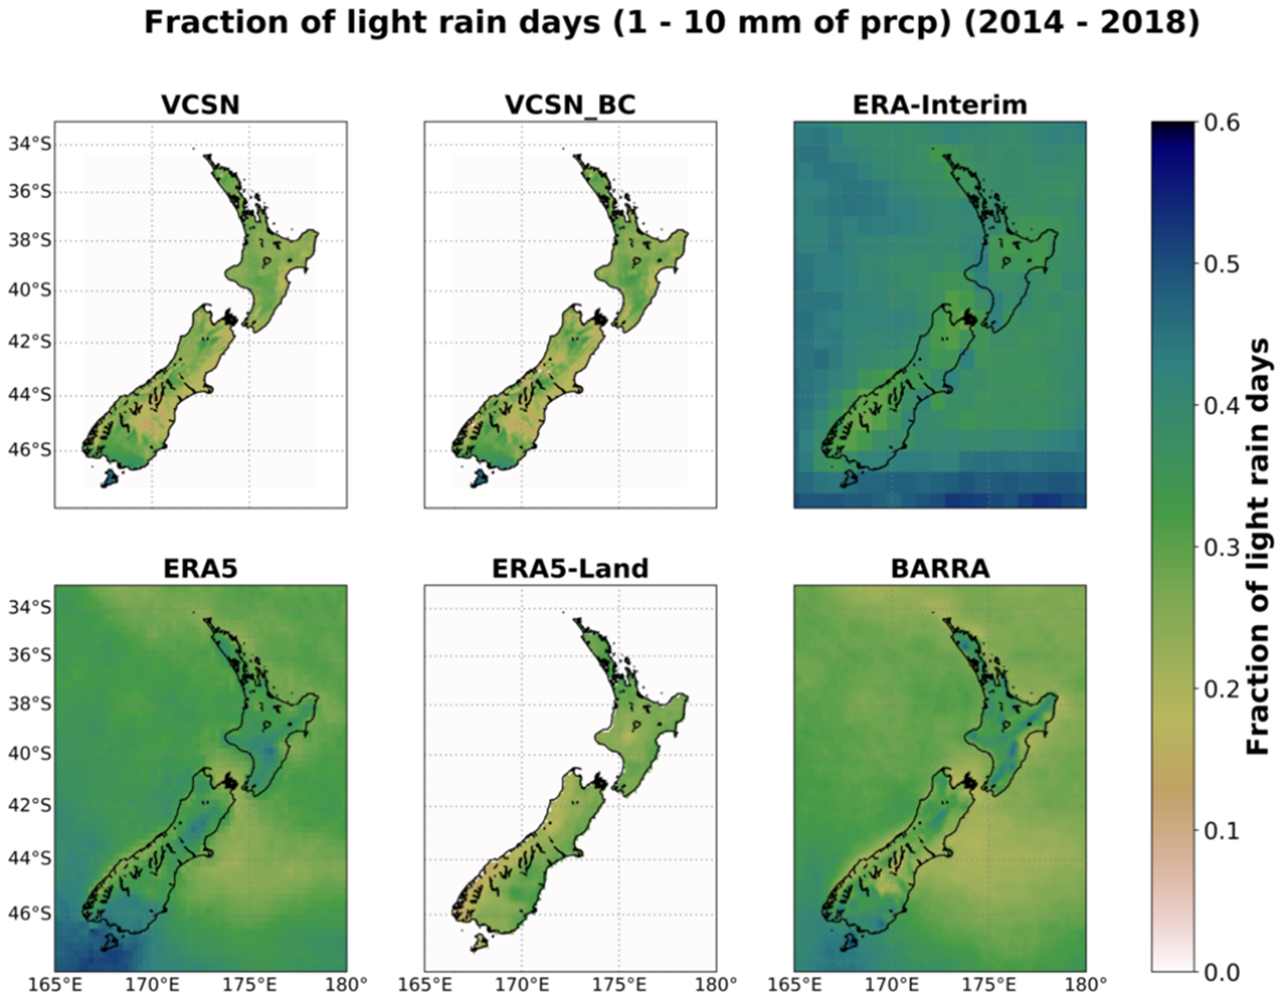 Fraction of light rain days (1 - 10 mm of prcp) (2014 - 2018)
VCSN
VCSN_BC
ERA-Interim
34°S
36°S
38°S
40°S
42°S
44°S
46°S
ERA5
ERA5-Land
BARRA
34°S
36°S
38°S
40°S
42°S
44°S
46°S
165°E 170°E 175°E 180°
165°E 170°E 175°E 180°
165°E 170°E 175°E 180°
0.6
0.5
0.4
0.3
0.2
0.1
0.0
Fraction of light rain days